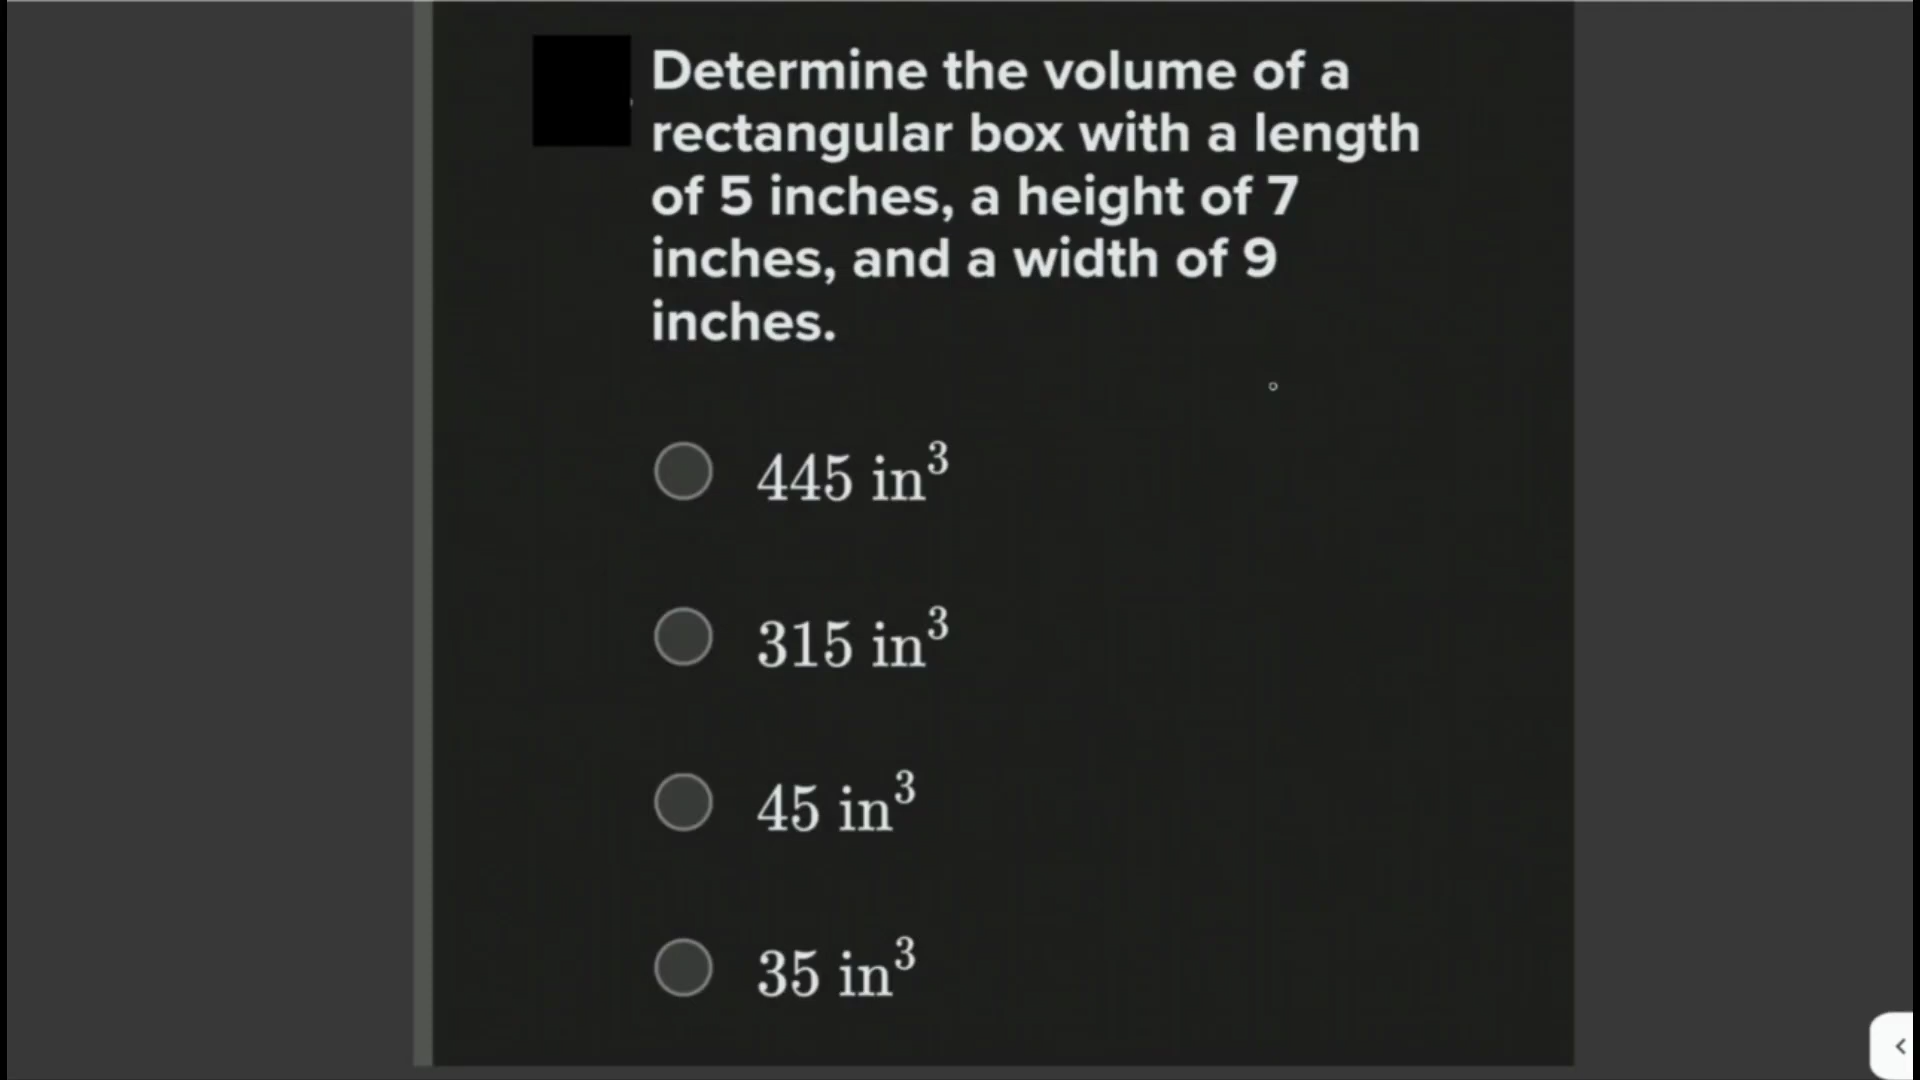 Determine the volume of a
rectangular box with a length
of 5 inches, a height of 7
inches, and a width of 9
inches.
445 in³
315 in³
45 in³
35 in³